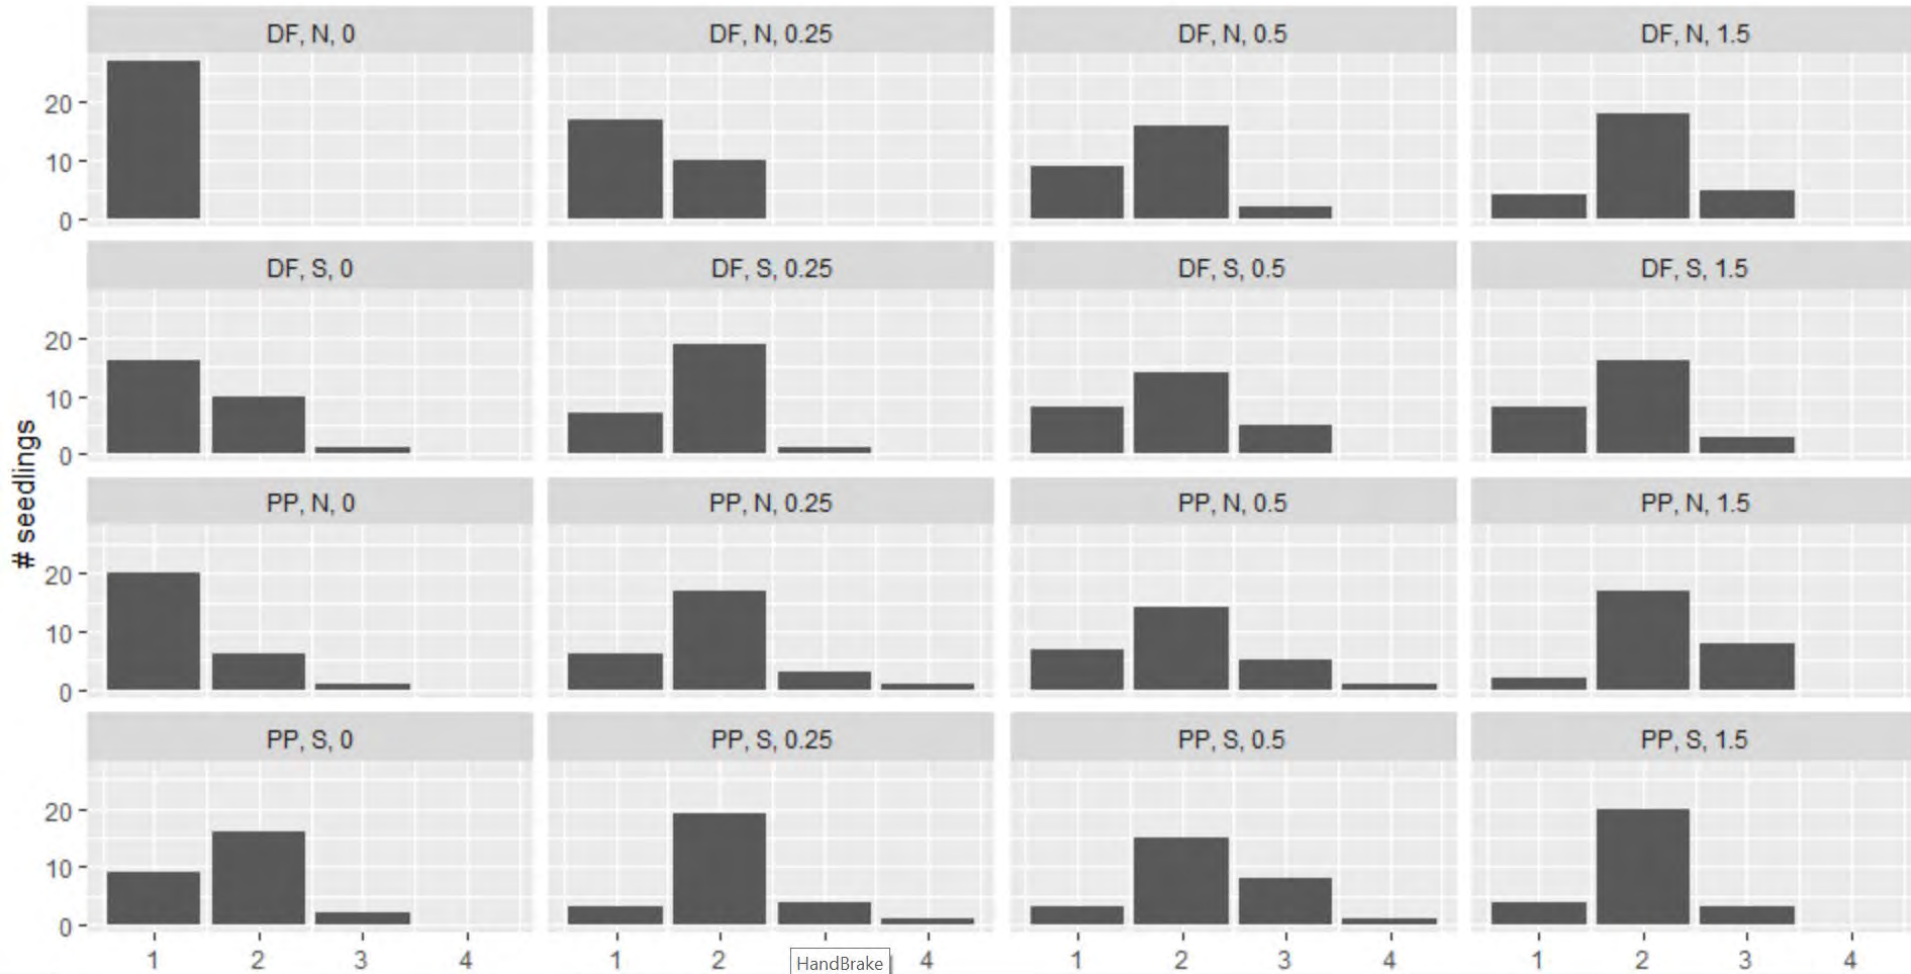 DF, N, 0 DF, N, 0.25 DF, N, 0.5 DF, N, 1.5
20
10
0
DF, S, 0 DF, S, 0.25 DF, S, 0.5 DF, S, 1.5
20
10
0
# seedlings
PP, N, 0 PP, N, 0.25 PP, N, 0.5 PP, N, 1.5
20
10
0
PP, S, 0 PP, S, 0.25 PP, S, 0.5 PP, S, 1.5
20
10
0
1 2 3 4 1 2 HandBrake 4 1 2 3 4 1 2 3 4